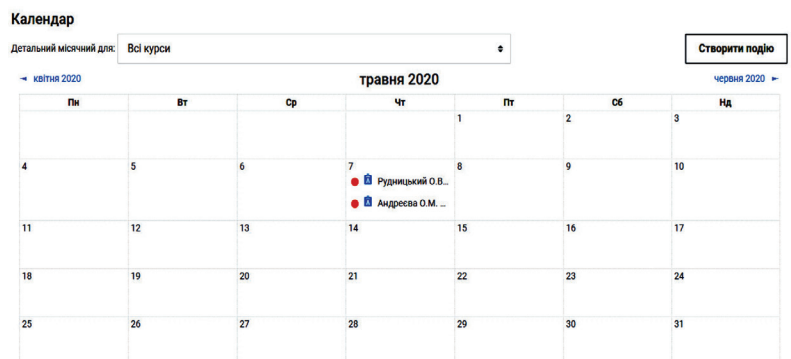 Календар
Детальний місячний для: Всі курси
Створити подію
◄ квітня 2020 травня 2020 червня 2020 ►
Пн Вт Ср Чт Пт Сб Нд
1 2 3
4 5 6 7 8 9 10
Рудницький О.В...
Андреєва О.М. ...
11 12 13 14 15 16 17
18 19 20 21 22 23 24
25 26 27 28 29 30 31